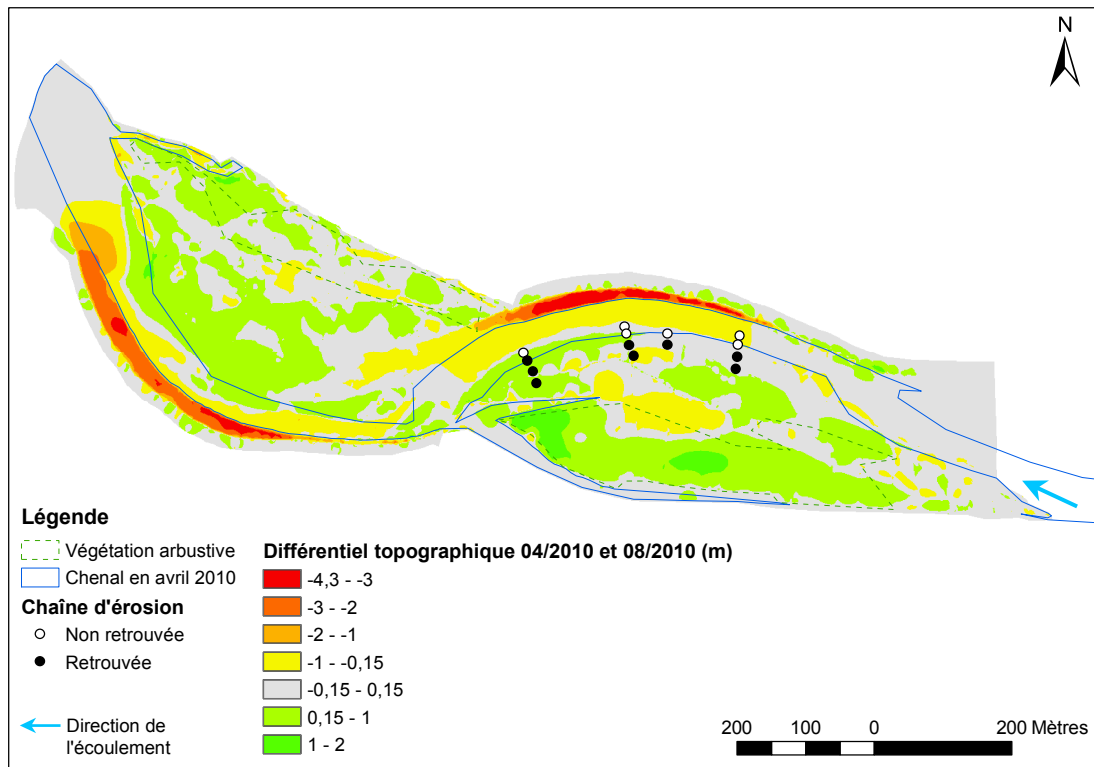 N
Légende
Végétation arbustive
Chenal en avril 2010
Chaîne d'érosion
Non retrouvée
Retrouvée
Direction de
l'écoulement
Différentiel topographique 04/2010 et 08/2010 (m)
-4,3 - -3
-3 - -2
-2 - -1
-1 - -0,15
-0,15 - 0,15
0,15 - 1
1 - 2
200 100 0 200 Mètres